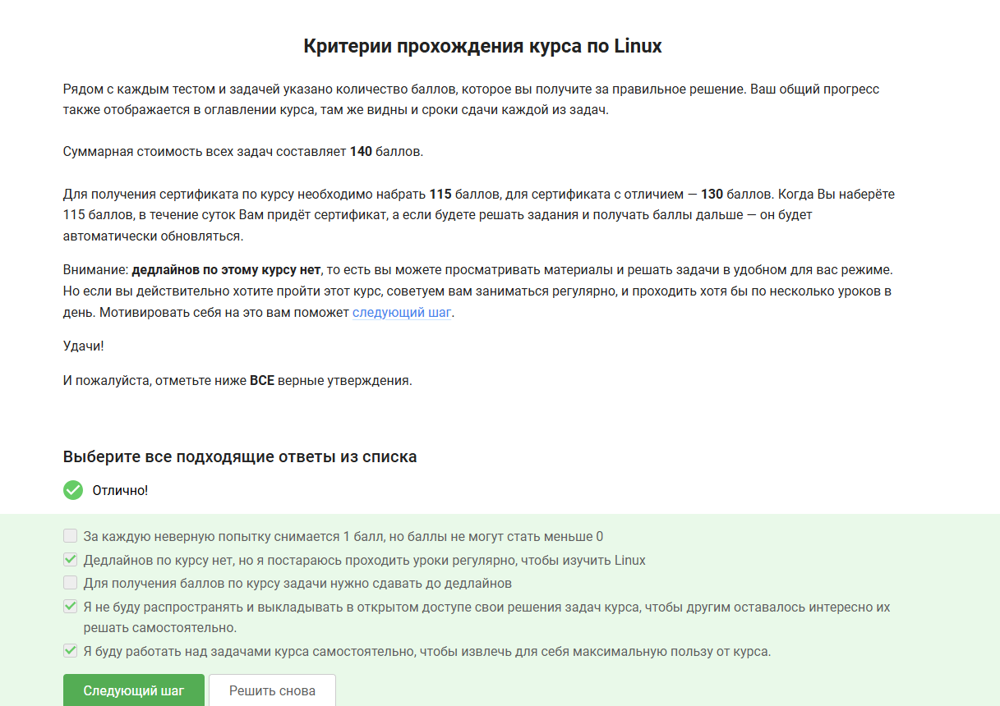 Критерии прохождения курса по Linux
Рядом с каждым тестом и задачей указано количество баллов, которое вы получите за правильное решение. Ваш общий прогресс
также отображается в оглавлении курса, там же видны и сроки сдачи каждой из задач.
Суммарная стоимость всех задач составляет 140 баллов.
Для получения сертификата по курсу необходимо набрать 115 баллов, для сертификата с отличием — 130 баллов. Когда Вы наберёте
115 баллов, в течение суток Вам придёт сертификат, а если будете решать задания и получать баллы дальше — он будет
автоматически обновляться.
Внимание: дедлайнов по этому курсу нет, то есть вы можете просматривать материалы и решать задачи в удобном для вас режиме.
Но если вы действительно хотите пройти этот курс, советуем вам заниматься регулярно, и проходить хотя бы по несколько уроков в
день. Мотивировать себя на это вам поможет следующий шаг.
Удачи!
И пожалуйста, отметьте ниже ВСЕ верные утверждения.
Выберите все подходящие ответы из списка
Отлично!
За каждую неверную попытку снимается 1 балл, но баллы не могут стать меньше 0
Дедлайнов по курсу нет, но я постараюсь проходить уроки регулярно, чтобы изучить Linux
Для получения баллов по курсу задачи нужно сдавать до дедлайнов
Я не буду распространять и выкладывать в открытом доступе свои решения задач курса, чтобы другим оставалось интересно их
решать самостоятельно.
Я буду работать над задачами курса самостоятельно, чтобы извлечь для себя максимальную пользу от курса.
Следующий шаг
Решить снова